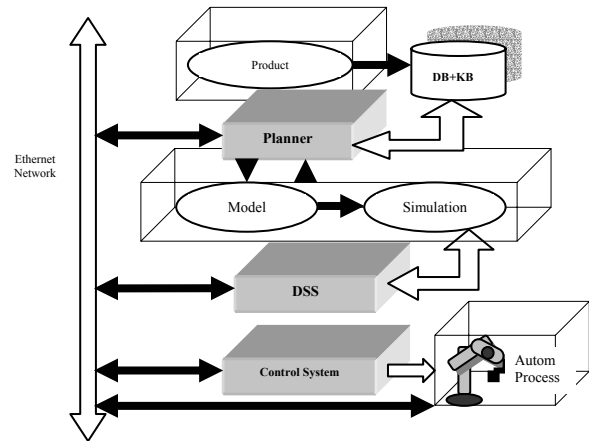 Product
DB+KB
Planner
Ethernet
Network
Model
Simulation
DSS
Control System
Autom
Process